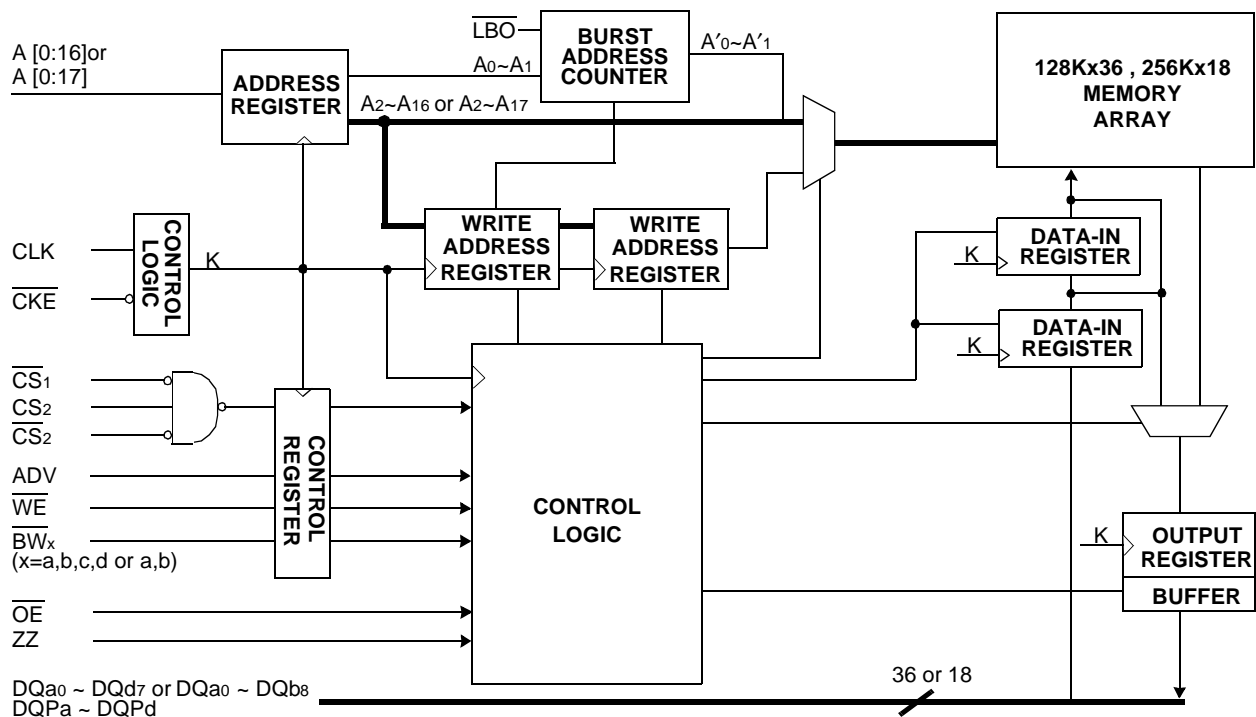 A [0:16]or
A [0:17]
ADDRESS
REGISTER
LBO
BURST
ADDRESS
COUNTER
A0~A1
A′0~A′1
A2~A16 or A2~A17
128Kx36 , 256Kx18
MEMORY
ARRAY
CLK
CKE
CONTROL
LOGIC
K
WRITE
ADDRESS
REGISTER
WRITE
ADDRESS
REGISTER
K
DATA-IN
REGISTER
K
DATA-IN
REGISTER
CS1
CS2
CS2
ADV
WE
BWx
(x=a,b,c,d or a,b)
CONTROL
REGISTER
CONTROL
LOGIC
K
OUTPUT
REGISTER
BUFFER
OE
ZZ
DQa0 ~ DQd7 or DQa0 ~ DQb8
DQPa ~ DQPd
36 or 18